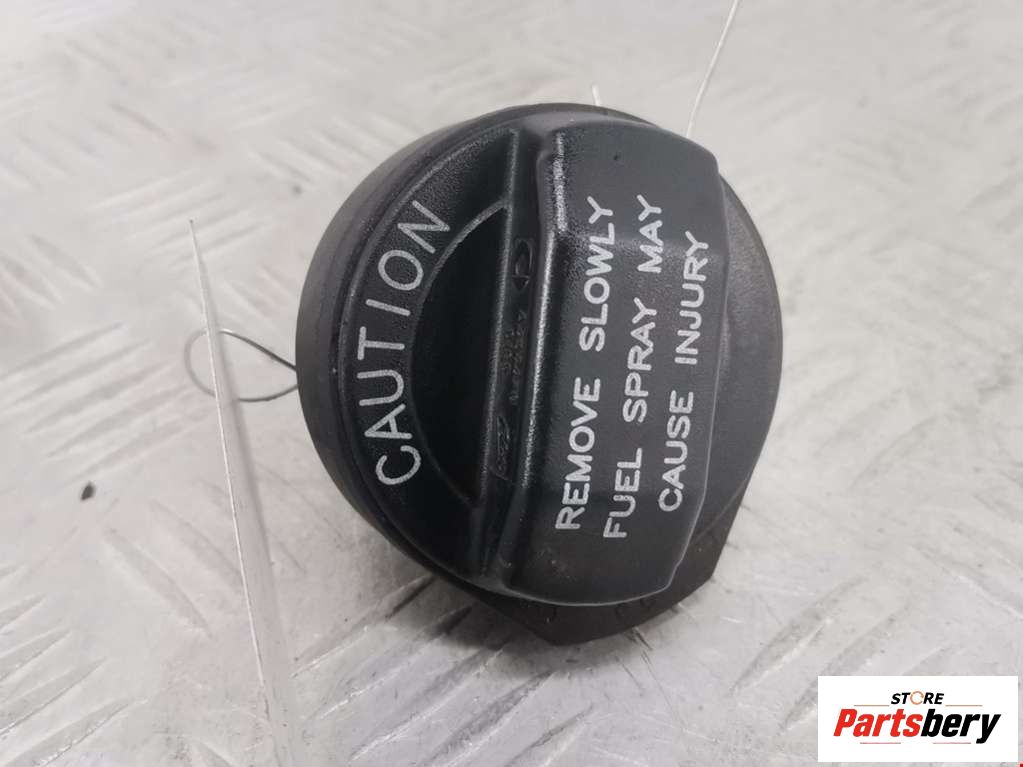 CAUTION
REMOVE SLOWLY
FUEL SPRAY MAY
CAUSE INJURY
STORE
Partsbery